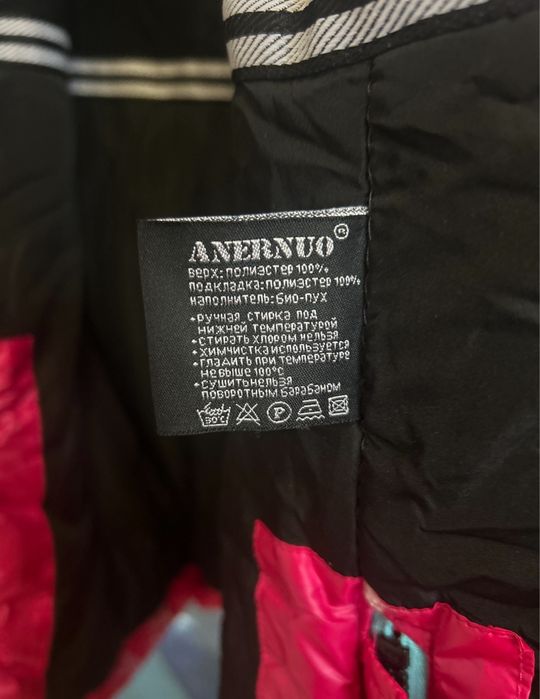 ANERNUO ®
ВЕРХ: ПОЛИЭСТЕР 100%
ПОДКЛАДКА: ПОЛИЭСТЕР 100%
НАПОЛНИТЕЛЬ: БИО-ПУХ
• РУЧНАЯ СТИРКА ПОД
НИЖНЕЙ ТЕМПЕРАТУРОЙ
• СТИРАТЬ ХЛОРОМ НЕЛЬЗЯ
• ХИМЧИСТКА ИСПОЛЬЗУЕТСЯ
• ГЛАДИТЬ ПРИ ТЕМПЕРАТУРЕ
НЕ ВЫШЕ 100°C
• СУШИТЬ НЕЛЬЗЯ
ПОВОРОТНЫМ БАРАБАНОМ
30°C P